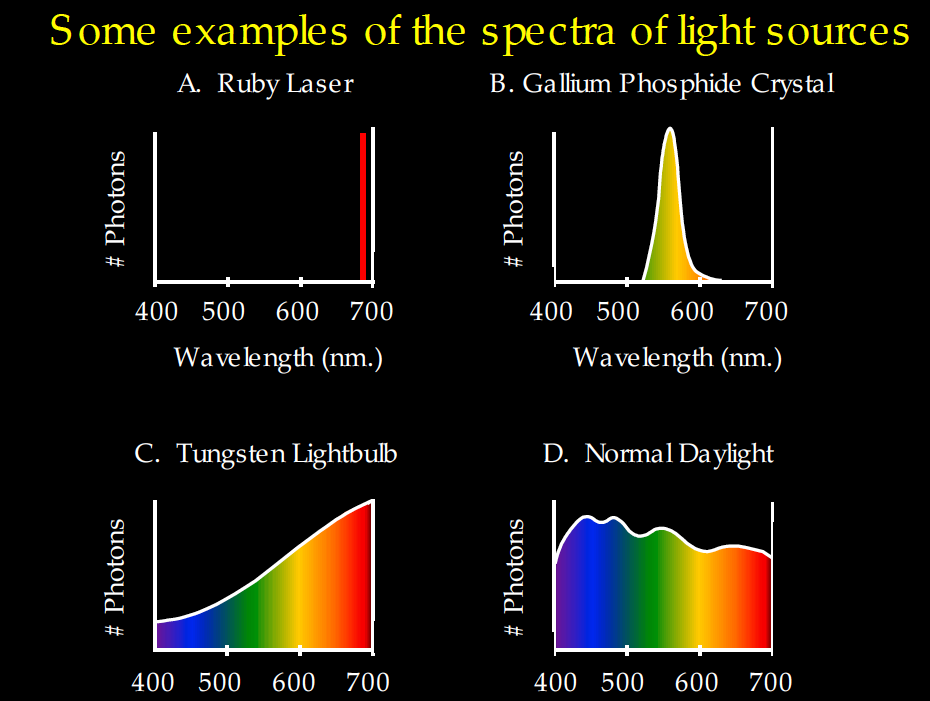 Some examples of the spectra of light sources
A. Ruby Laser
B. Gallium Phosphide Crystal
# Photons
# Photons
400 500 600 700
400 500 600 700
Wavelength (nm.)
Wavelength (nm.)
C. Tungsten Lightbulb
D. Normal Daylight
# Photons
# Photons
400 500 600 700
400 500 600 700